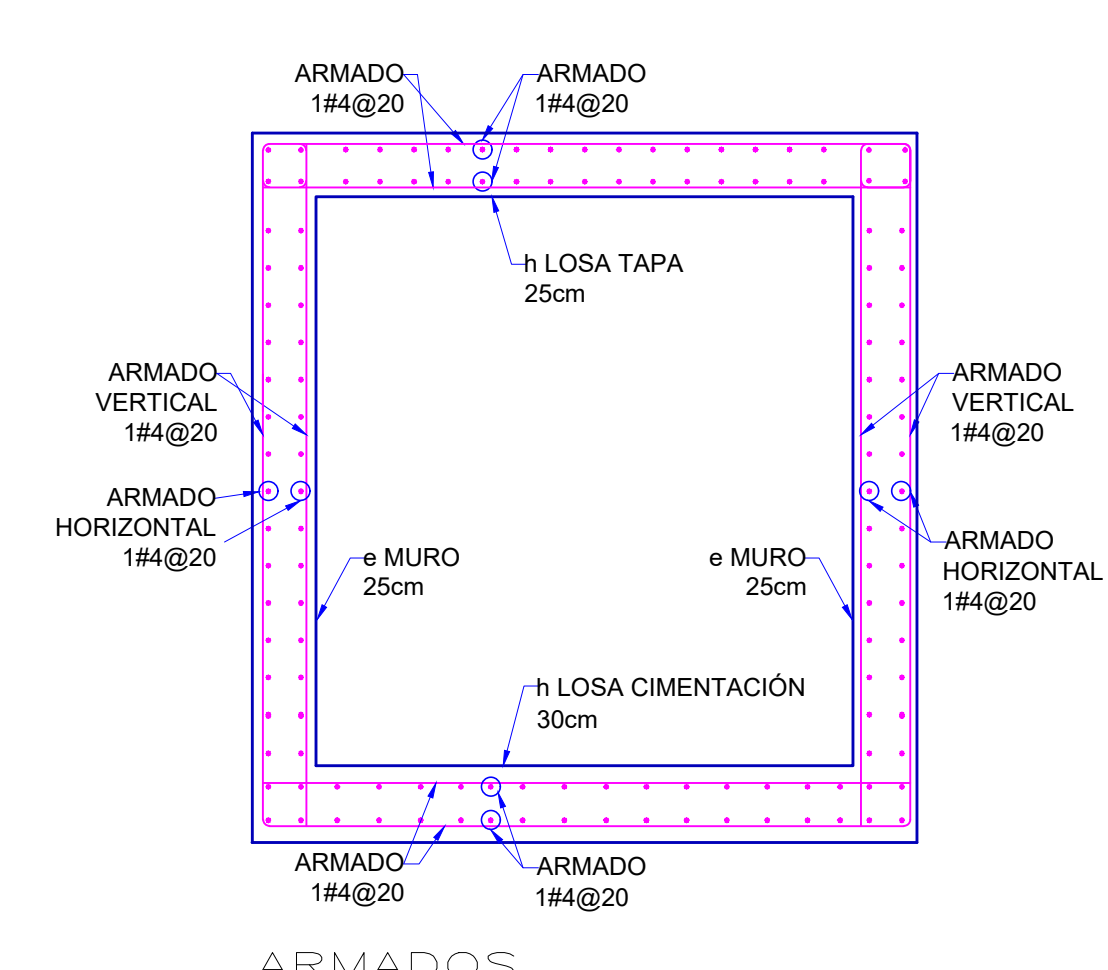 ARMADO
1#4@20
ARMADO
1#4@20
h LOSA TAPA
25cm
ARMADO
VERTICAL
1#4@20
ARMADO
VERTICAL
1#4@20
ARMADO
HORIZONTAL
1#4@20
ARMADO
HORIZONTAL
1#4@20
e MURO
25cm
e MURO
25cm
h LOSA CIMENTACIÓN
30cm
ARMADO
1#4@20
ARMADO
1#4@20
ARMADOS